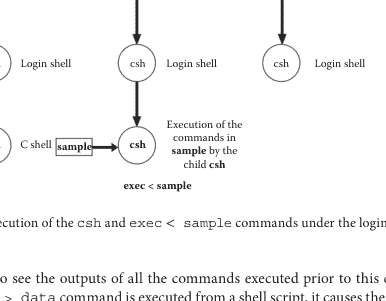 csh Login shell
Login shell csh Login shell
Execution of the
commands in
sample by the
child csh
C shell sample csh
exec < sample
ecution of the csh and exec < sample commands under the login
o see the outputs of all the commands executed prior to this
> data command is executed from a shell script, it causes the